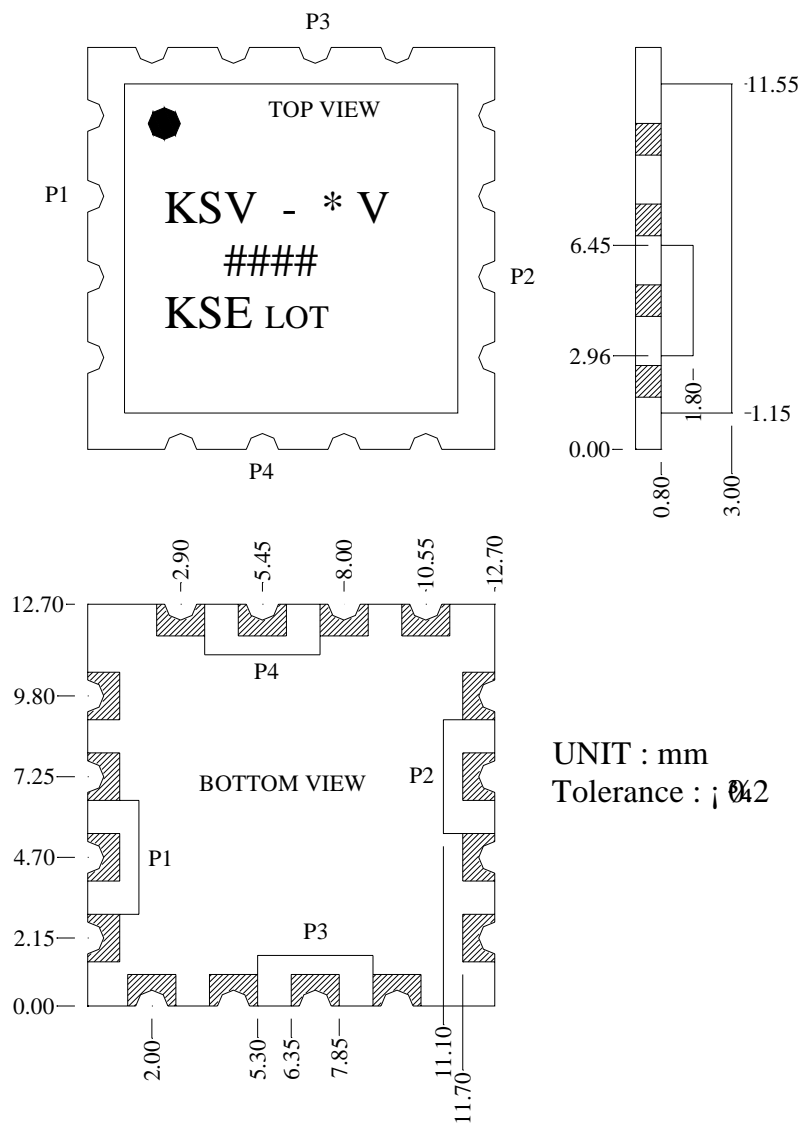 P3
TOP VIEW
P1
KSV - * V
####
KSE LOT
P2
P4
11.55
6.45
2.96
1.80
1.15
0.00
0.80
3.00
2.90
5.45
8.00
10.55
12.70
12.70
P4
9.80
7.25
BOTTOM VIEW
P2
UNIT : mm
Tolerance : ¡
4.70
P1
2.15
P3
0.00
2.00
5.30
6.35
7.85
11.10
11.70